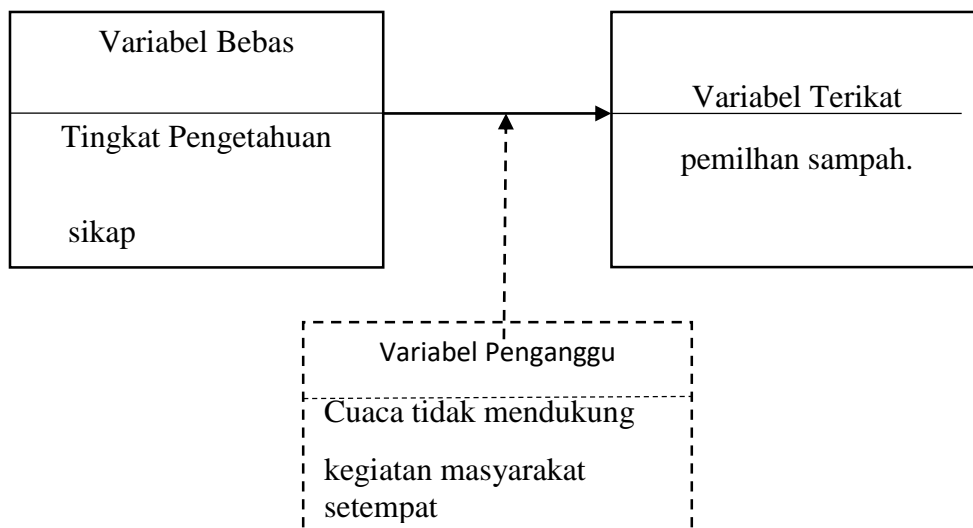 Variabel Bebas
Tingkat Pengetahuan
sikap
Variabel Terikat
pemilhan sampah.
Variabel Penganggu
Cuaca tidak mendukung
kegiatan masyarakat
setempat